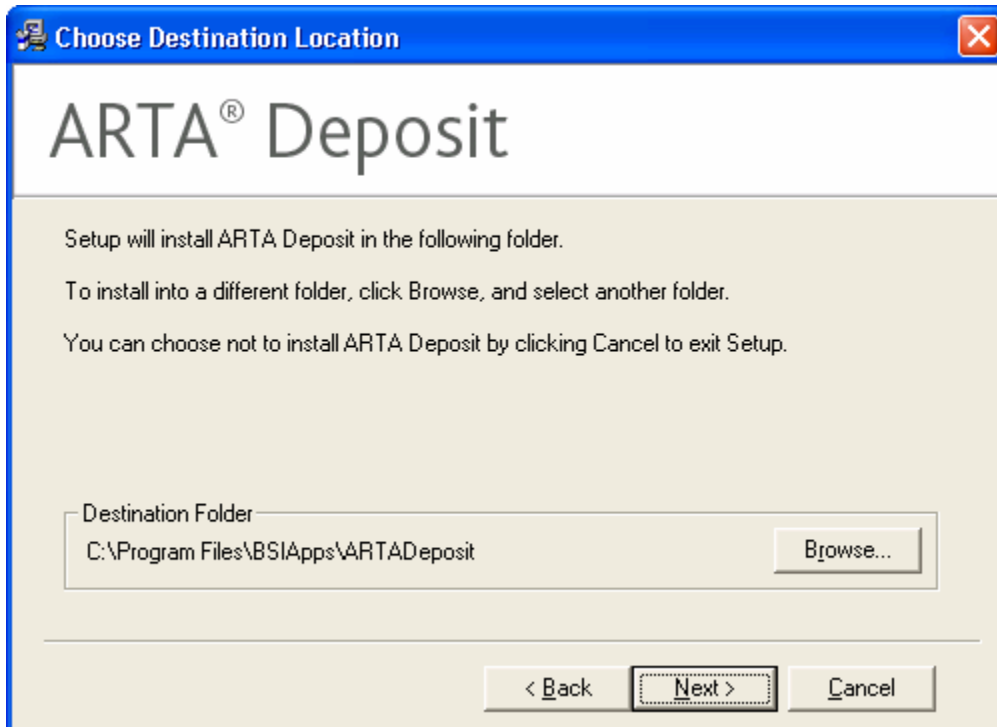 Choose Destination Location
ARTA® Deposit
Setup will install ARTA Deposit in the following folder.
To install into a different folder, click Browse, and select another folder.
You can choose not to install ARTA Deposit by clicking Cancel to exit Setup.
Destination Folder
C:\Program Files\BSIApps\ARTADeposit
Browse...
< Back
Next >
Cancel